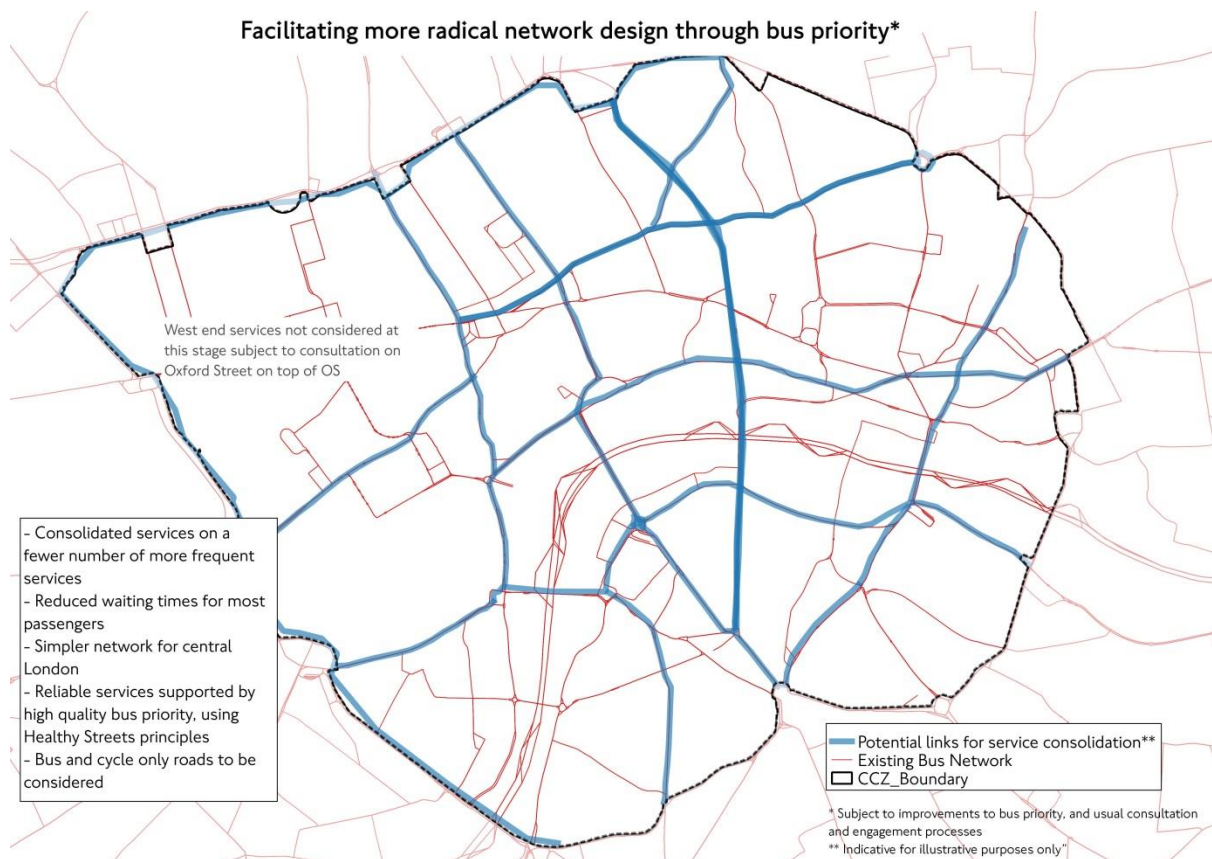 Facilitating more radical network design through bus priority*
West end services not considered at
this stage subject to consultation on
Oxford Street on top of OS
- Consolidated services on a
fewer number of more frequent
services
- Reduced waiting times for most
passengers
- Simpler network for central
London
- Reliable services supported by
high quality bus priority, using
Healthy Streets principles
- Bus and cycle only roads to be
considered
Potential links for service consolidation**
Existing Bus Network
CCZ_Boundary
* Subject to improvements to bus priority, and usual consultation
and engagement processes
** Indicative for illustrative purposes only"